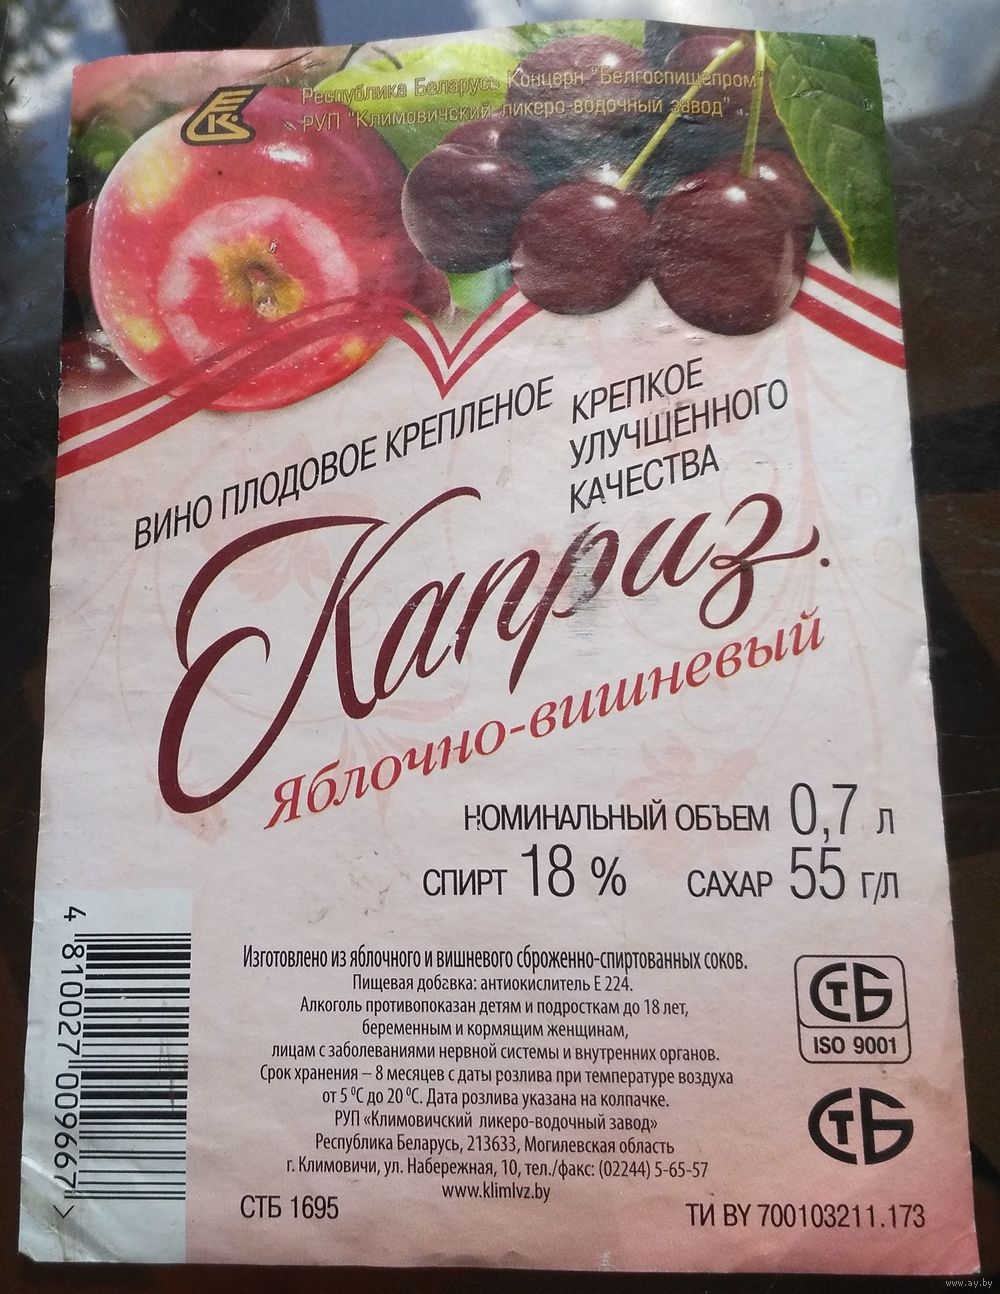 Республика Беларусь Концерн "Белгоспищепром"
РУП "Климовичский ликеро-водочный завод"
ВИНО ПЛОДОВОЕ КРЕПЛЕНОЕ
КРЕПКОЕ
УЛУЧШЕННОГО
КАЧЕСТВА
Каприз
Яблочно-вишневый
НОМИНАЛЬНЫЙ ОБЪЕМ 0,7 л
СПИРТ 18 % САХАР 55 г/л
Изготовлено из яблочного и вишневого сброженно-спиртованных соков.
Пищевая добавка: антиокислитель Е 224.
Алкоголь противопоказан детям и подросткам до 18 лет,
беременным и кормящим женщинам,
лицам с заболеваниями нервной системы и внутренних органов.
Срок хранения – 8 месяцев с даты розлива при температуре воздуха
от 5 ⁰С до 20 ⁰С. Дата розлива указана на колпачке.
РУП «Климовичский ликеро-водочный завод»
Республика Беларусь, 213633, Могилевская область
г. Климовичи, ул. Набережная, 10, тел./факс: (02244) 5-65-57
www.klimlvz.by
СТБ 1695
ТИ BY 700103211.173
СТБ
ISO 9001
СТБ
4 810027 009667 >
www.ay.by